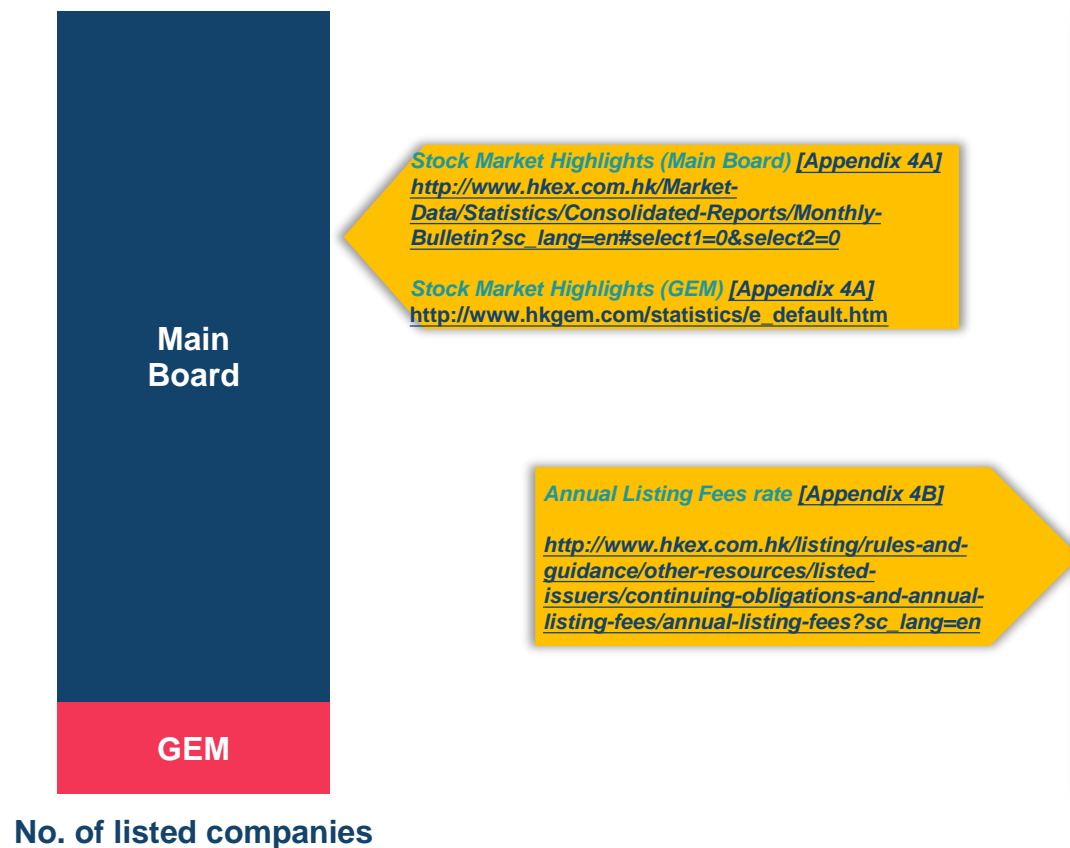 Stock Market Highlights (Main Board) [Appendix 4A]
http://www.hkex.com.hk/Market-
Data/Statistics/Consolidated-Reports/Monthly-
Bulletin?sc_lang=en#select1=0&select2=0
Stock Market Highlights (GEM) [Appendix 4A]
http://www.hkgem.com/statistics/e_default.htm
Main
Board
Annual Listing Fees rate [Appendix 4B]
http://www.hkex.com.hk/listing/rules-and-
guidance/other-resources/listed-
issuers/continuing-obligations-and-annual-
listing-fees/annual-listing-fees?sc_lang=en
GEM
No. of listed companies